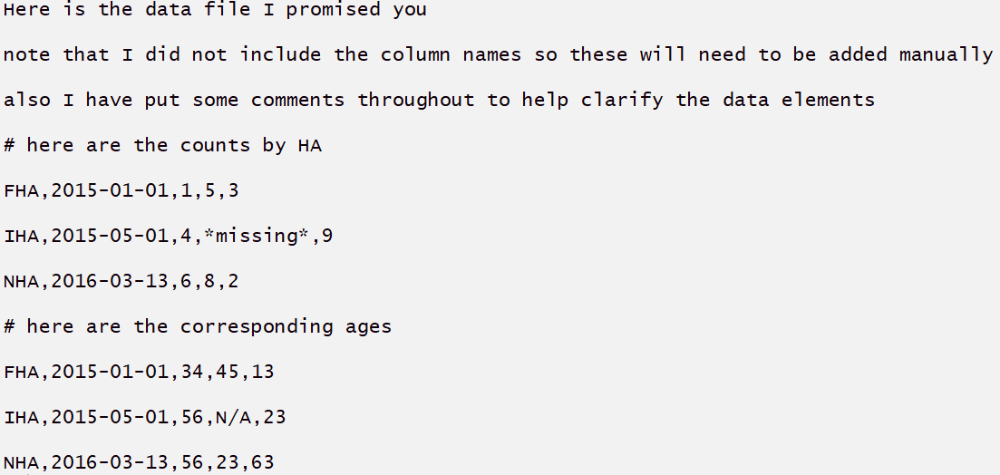 Here is the data file I promised you
note that I did not include the column names so these will need to be added manually
also I have put some comments throughout to help clarify the data elements
# here are the counts by HA
FHA,2015-01-01,1,5,3
IHA,2015-05-01,4,*missing*,9
NHA,2016-03-13,6,8,2
# here are the corresponding ages
FHA,2015-01-01,34,45,13
IHA,2015-05-01,56,N/A,23
NHA,2016-03-13,56,23,63